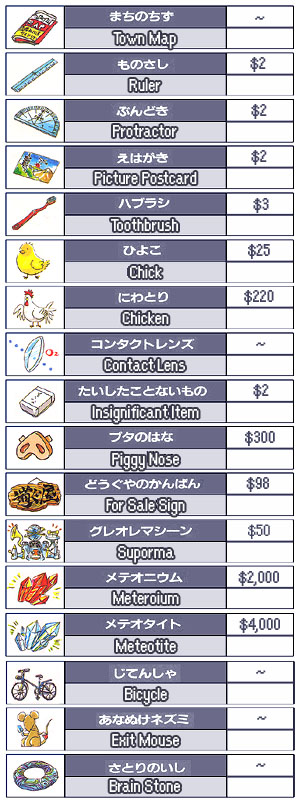 まちのちず
~
Town Map
ものさし
$2
Ruler
ぶんどき
$2
Protractor
えはがき
$2
Picture Postcard
ハブラシ
$3
Toothbrush
ひよこ
$25
Chick
にわとり
$220
Chicken
コンタクトレンズ
~
Contact Lens
たいしたことないもの
$2
Insignificant Item
ブタのはな
$300
Piggy Nose
どうぐやのかんばん
$98
For Sale Sign
グレオレマシーン
$50
Suporma
メテオニウム
$2,000
Meteroium
メテオタイト
$4,000
Meteotite
じてんしゃ
~
Bicycle
あなぬけネズミ
~
Exit Mouse
さとりのいし
~
Brain Stone